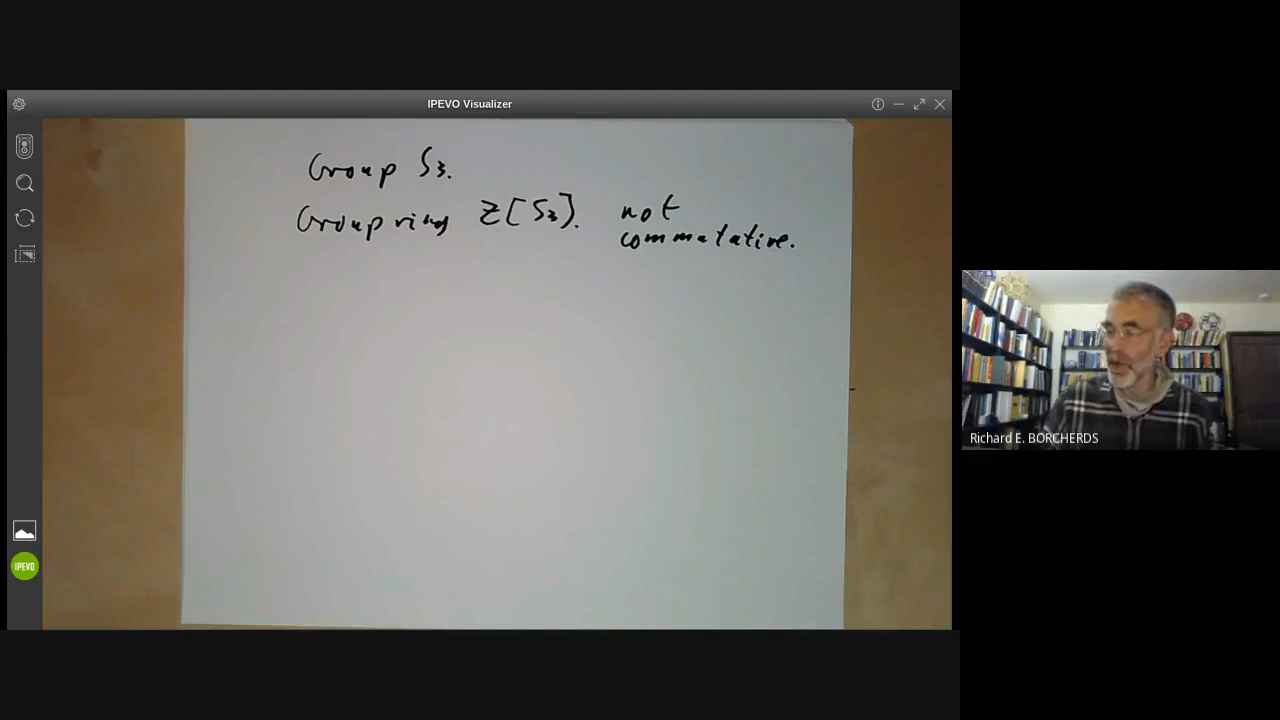 IPEVO Visualizer
Group S3.
Group ring Z[S3]. not
commutative.
IPEVO
Richard E. BORCHERDS